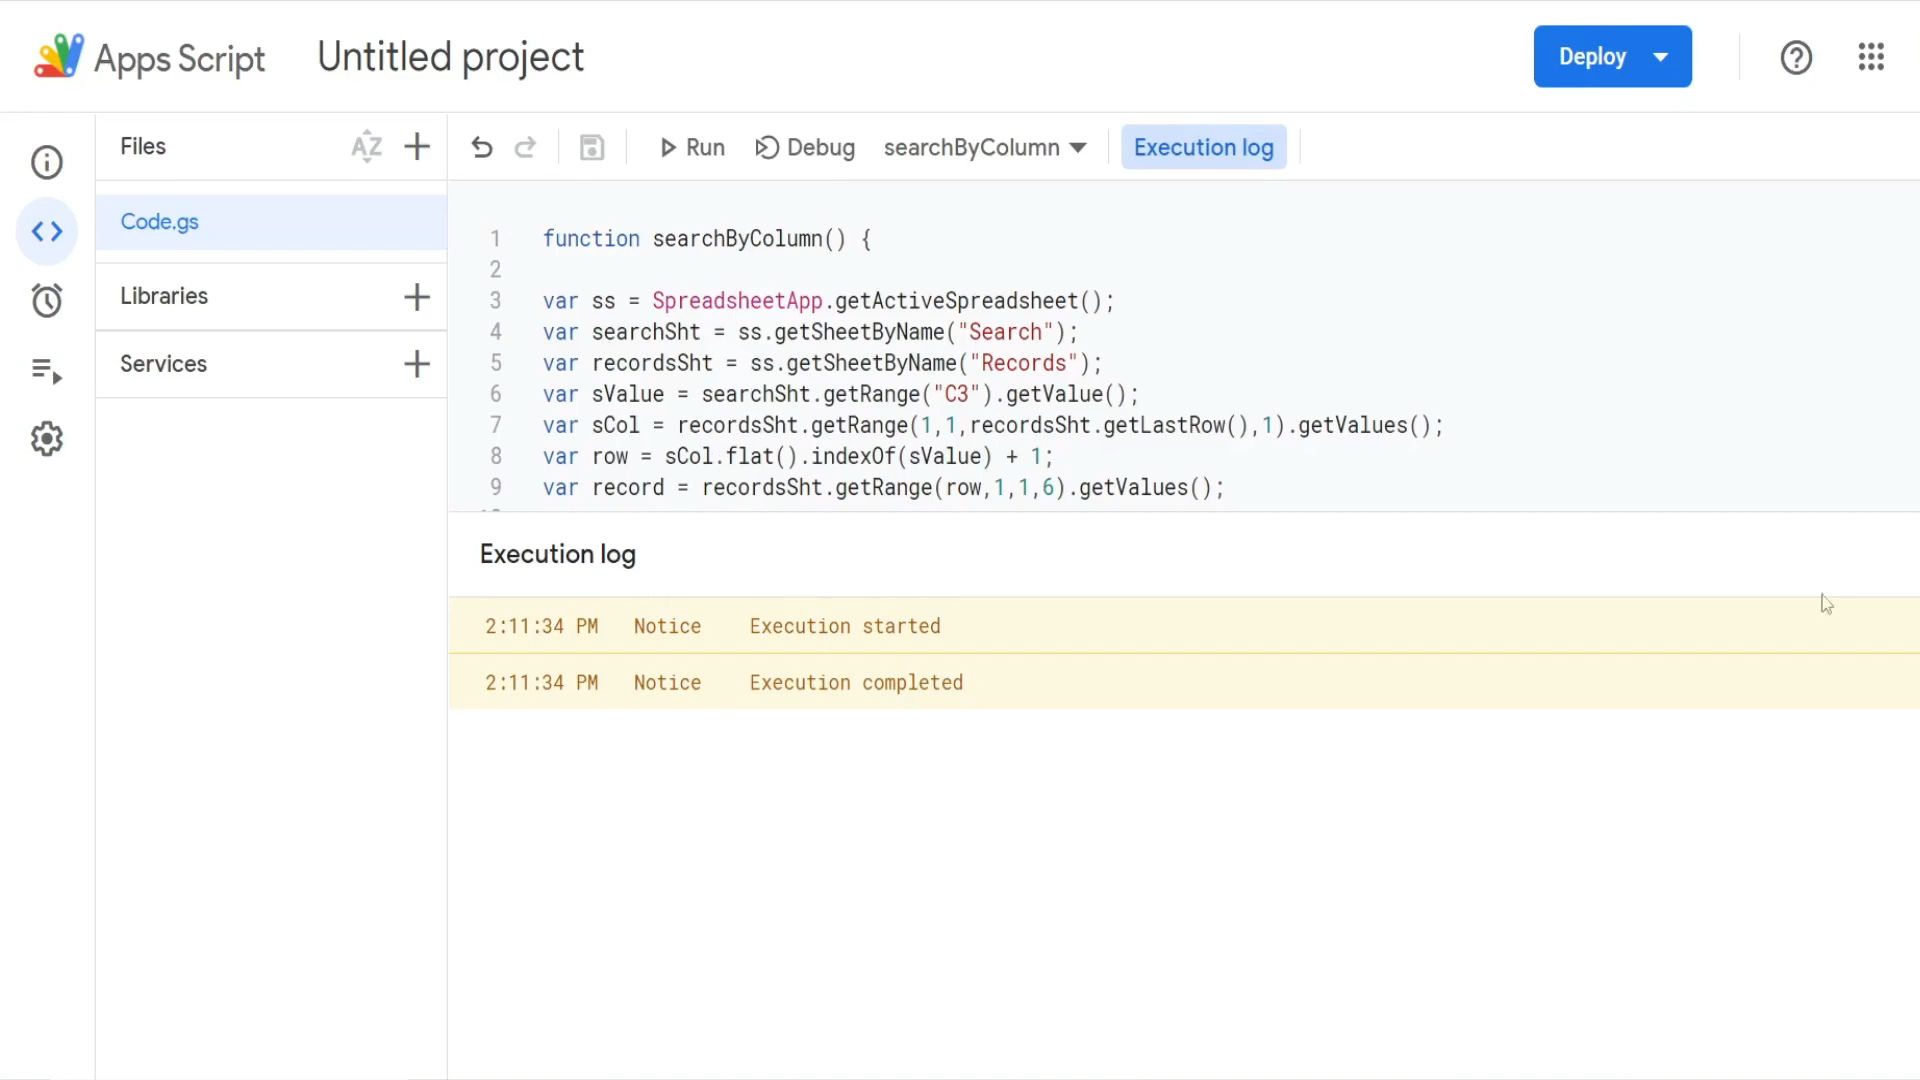 Apps Script Untitled project Deploy
Files AZ Run Debug searchByColumn Execution log
Code.gs
Libraries
Services
1 function searchByColumn() {
2
3 var ss = SpreadsheetApp.getActiveSpreadsheet();
4 var searchSht = ss.getSheetByName("Search");
5 var recordsSht = ss.getSheetByName("Records");
6 var sValue = searchSht.getRange("C3").getValue();
7 var sCol = recordsSht.getRange(1,1,recordsSht.getLastRow(),1).getValues();
8 var row = sCol.flat().indexOf(sValue) + 1;
9 var record = recordsSht.getRange(row,1,1,6).getValues();
Execution log
2:11:34 PM Notice Execution started
2:11:34 PM Notice Execution completed